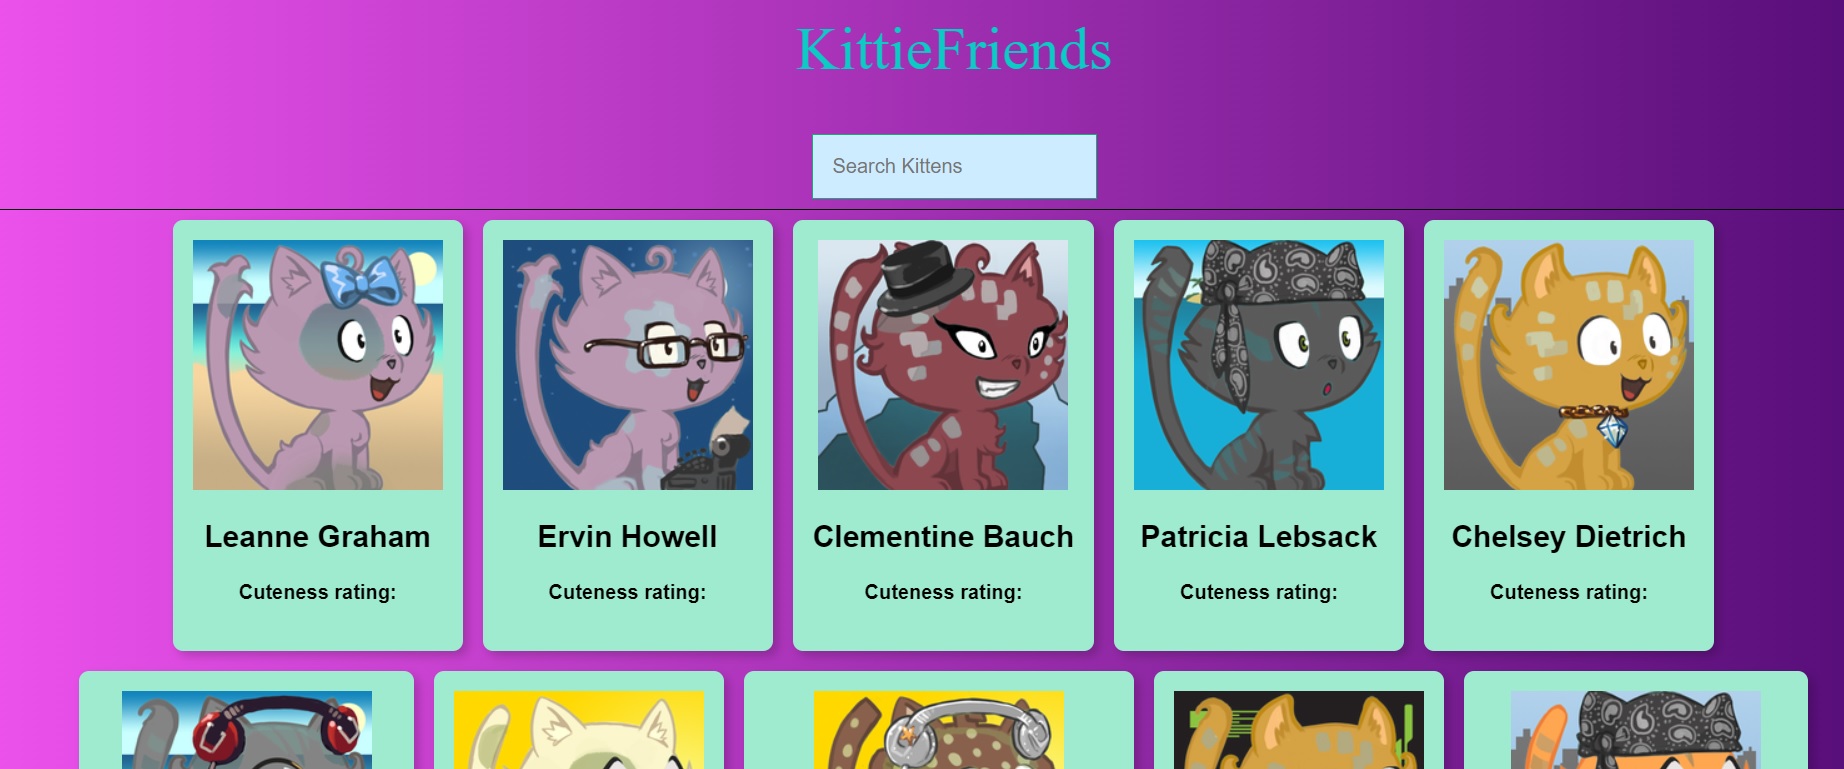 KittieFriends
Search Kittens
Leanne Graham
Cuteness rating:
Ervin Howell
Cuteness rating:
Clementine Bauch
Cuteness rating:
Patricia Lebsack
Cuteness rating:
Chelsey Dietrich
Cuteness rating: